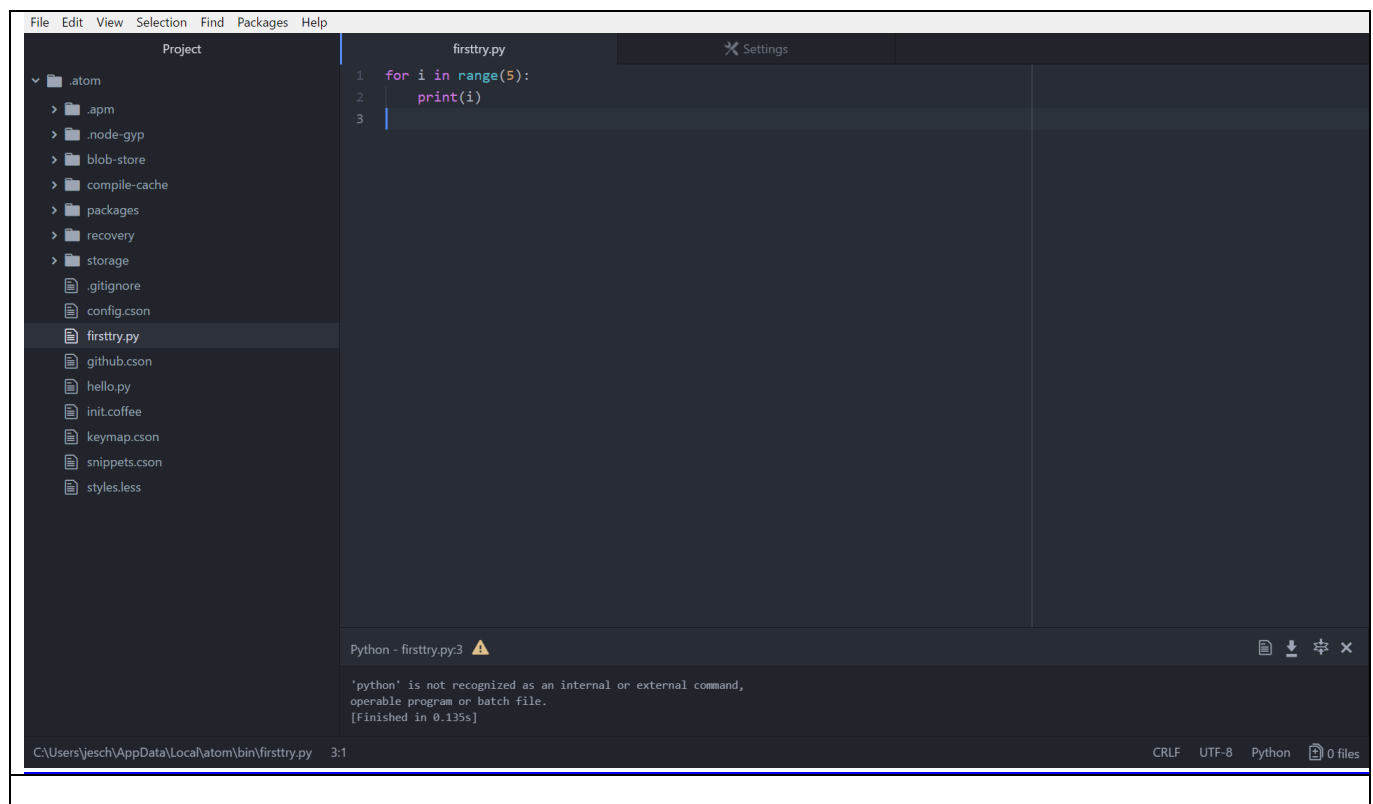 File Edit View Selection Find Packages Help
Project
firsttry.py
Settings
.atom
.apm
.node-gyp
blob-store
compile-cache
packages
recovery
storage
.gitignore
config.cson
firsttry.py
github.cson
hello.py
init.coffee
keymap.cson
snippets.cson
styles.less
1 for i in range(5):
2     print(i)
3
Python - firsttry.py:3
'python' is not recognized as an internal or external command,
operable program or batch file.
[Finished in 0.135s]
C:\Users\jesch\AppData\Local\atom\bin\firsttry.py 3:1
CRLF UTF-8 Python 0 files